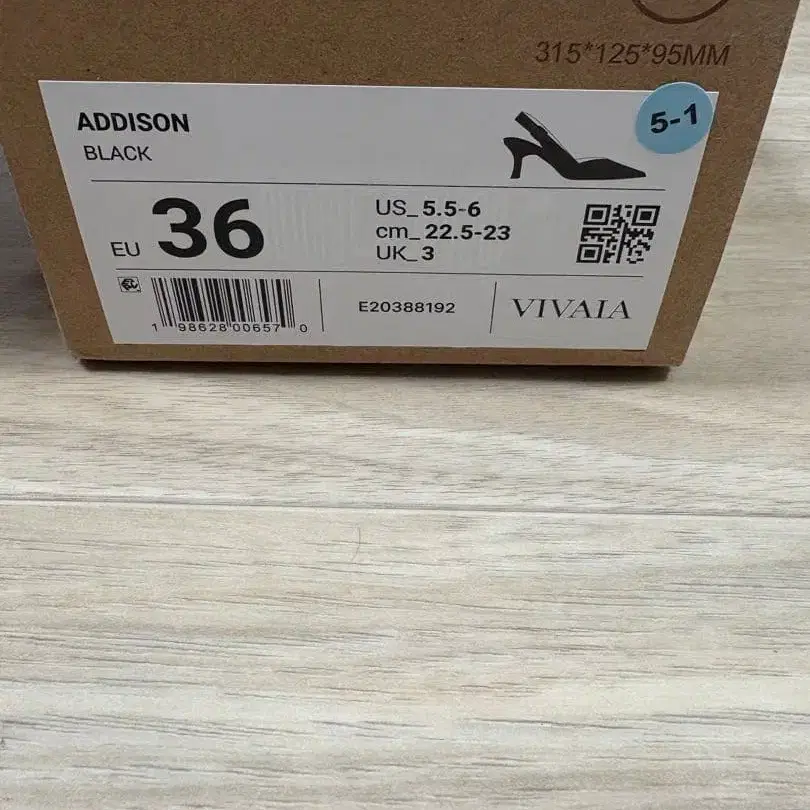 315*125*95MM
5-1
ADDISON
BLACK
EU 36
US_5.5-6
cm_22.5-23
UK_3
1 98628 00657 0
E20388192
VIVAIA